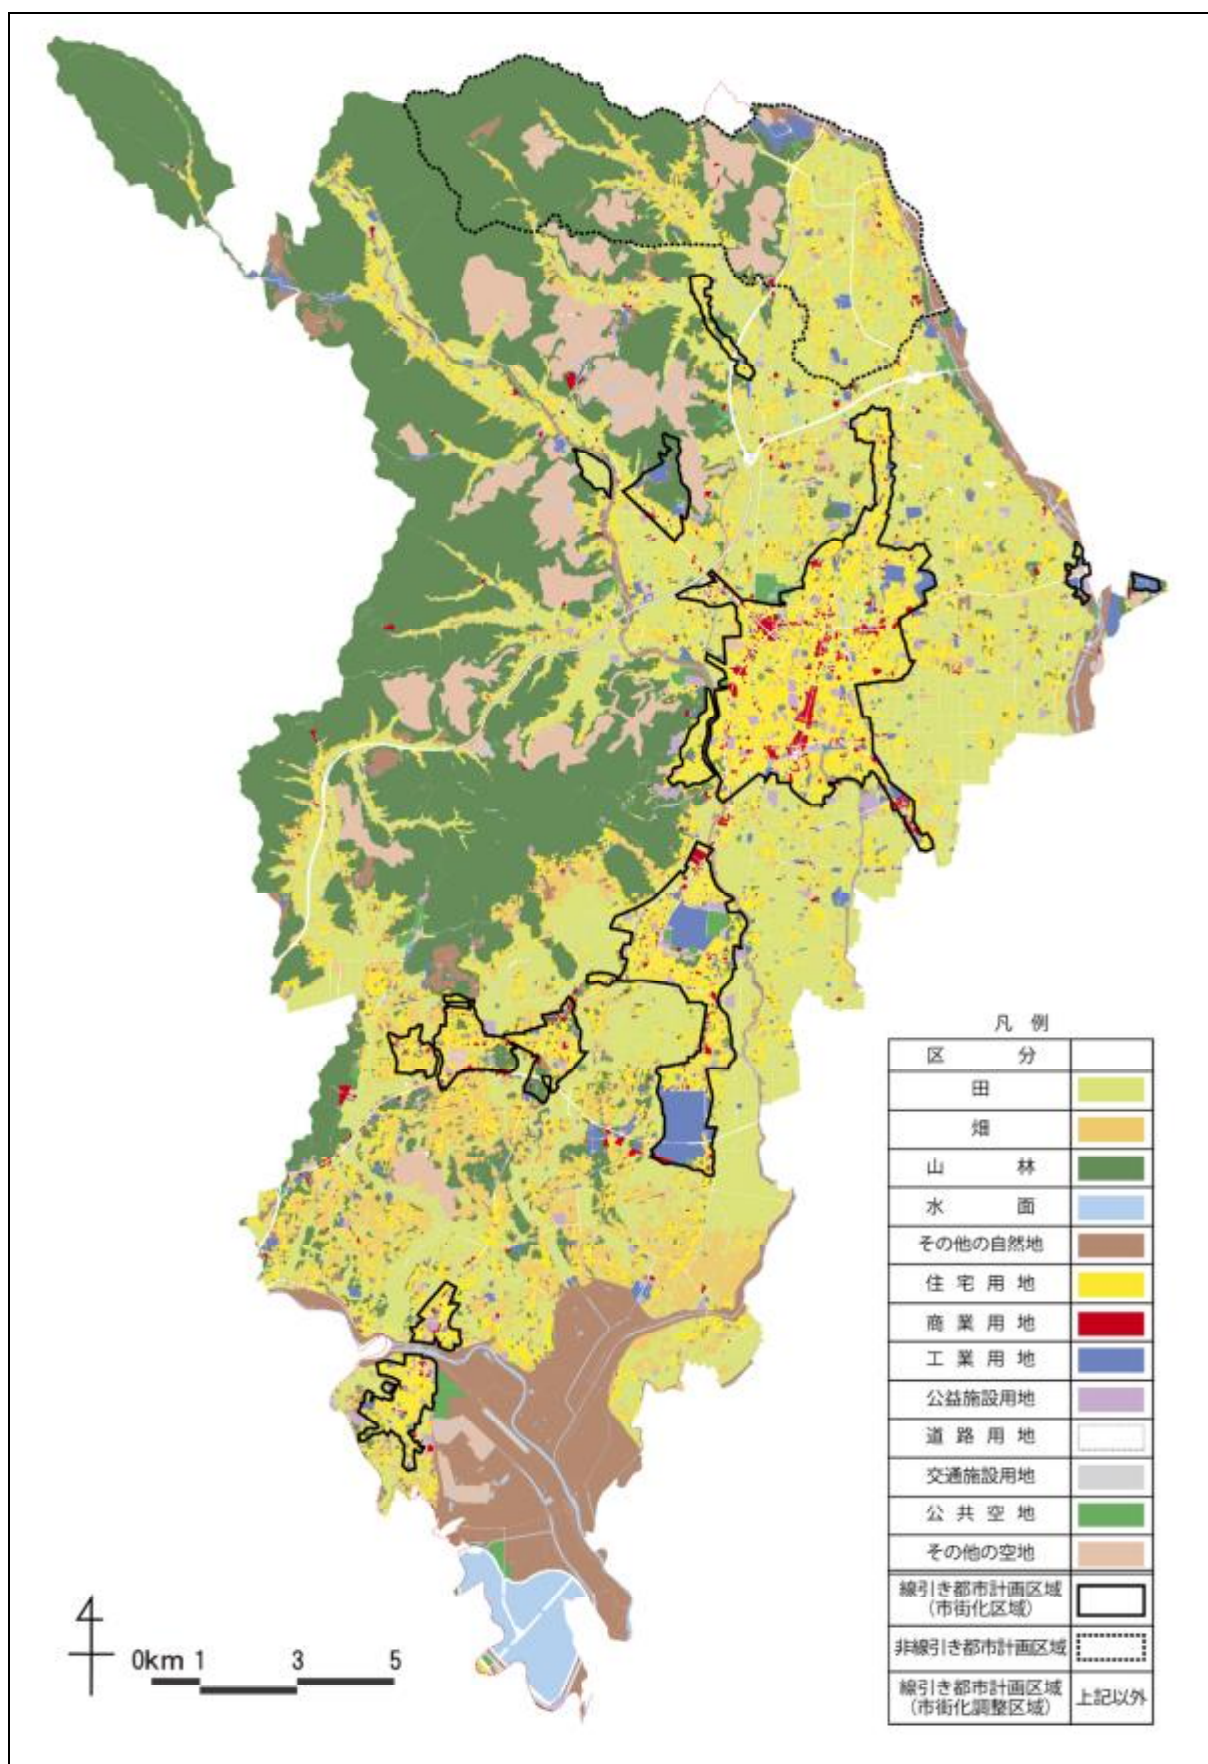 凡 例
区 分
田
畑
山 林
水 面
その他の自然地
住 宅 用 地
商 業 用 地
工 業 用 地
公益施設用地
道 路 用 地
交通施設用地
公 共 空 地
その他の空地
線引き都市計画区域
(市街化区域)
非線引き都市計画区域
線引き都市計画区域
(市街化調整区域)
上記以外
0km 1 3 5